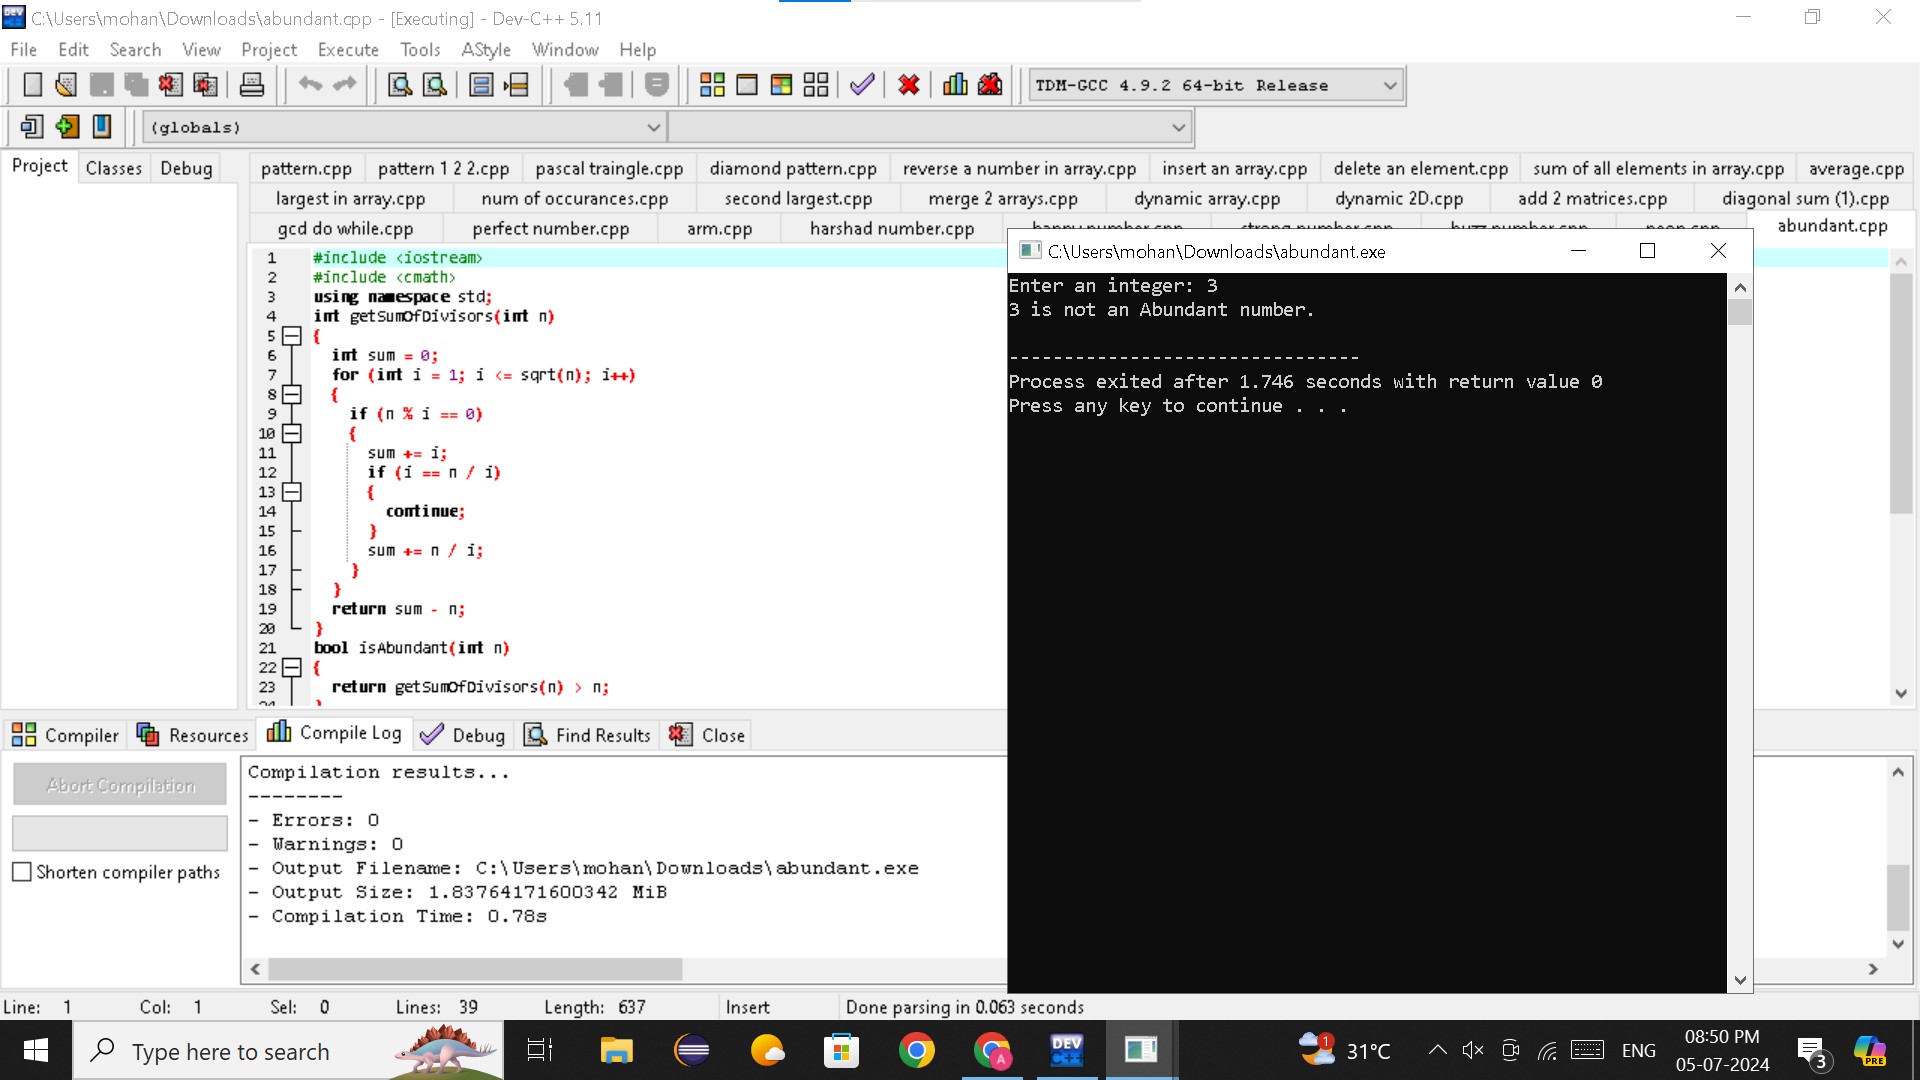 C:\Users\mohan\Downloads\abundant.cpp - [Executing] - Dev-C++ 5.11
File Edit Search View Project Execute Tools AStyle Window Help
TDM-GCC 4.9.2 64-bit Release
(globals)
Project Classes Debug
pattern.cpp pattern 1 2 2.cpp pascal traingle.cpp diamond pattern.cpp reverse a number in array.cpp insert an array.cpp delete an element.cpp sum of all elements in array.cpp average.cpp
largest in array.cpp num of occurances.cpp second largest.cpp merge 2 arrays.cpp dynamic array.cpp dynamic 2D.cpp add 2 matrices.cpp diagonal sum (1).cpp
gcd do while.cpp perfect number.cpp arm.cpp harshad number.cpp abundant.cpp
1 #include <iostream>
2 #include <cmath>
3 using namespace std;
4 int getSumOfDivisors(int n)
5 {
6 int sum = 0;
7 for (int i = 1; i <= sqrt(n); i++)
8 {
9 if (n % i == 0)
10 {
11 sum += i;
12 if (i == n / i)
13 {
14 continue;
15 }
16 sum += n / i;
17 }
18 }
19 return sum - n;
20 }
21 bool isAbundant(int n)
22 {
23 return getSumOfDivisors(n) > n;
C:\Users\mohan\Downloads\abundant.exe
Enter an integer: 3
3 is not an Abundant number.
--------------------------------
Process exited after 1.746 seconds with return value 0
Press any key to continue . . .
Compiler Resources Compile Log Debug Find Results Close
Abort Compilation
Shorten compiler paths
Compilation results...
--------
- Errors: 0
- Warnings: 0
- Output Filename: C:\Users\mohan\Downloads\abundant.exe
- Output Size: 1.83764171600342 MiB
- Compilation Time: 0.78s
Line: 1 Col: 1 Sel: 0 Lines: 39 Length: 637 Insert Done parsing in 0.063 seconds
Type here to search
DEV C++
1 31°C ENG
08:50 PM
05-07-2024
3
PRE